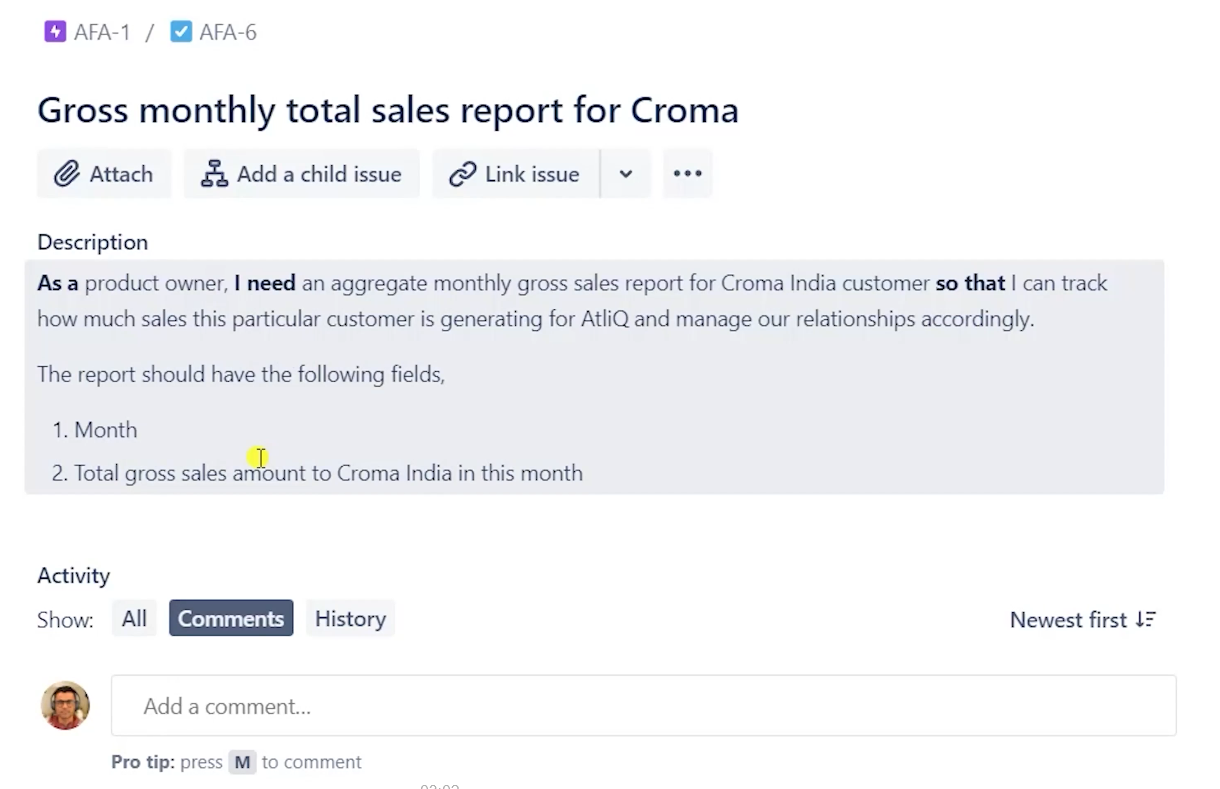 AFA-1 / AFA-6
Gross monthly total sales report for Croma
Attach Add a child issue Link issue
Description
As a product owner, I need an aggregate monthly gross sales report for Croma India customer so that I can track
how much sales this particular customer is generating for AtliQ and manage our relationships accordingly.
The report should have the following fields,
1. Month
2. Total gross sales amount to Croma India in this month
Activity
Show: All Comments History Newest first
Add a comment...
Pro tip: press M to comment